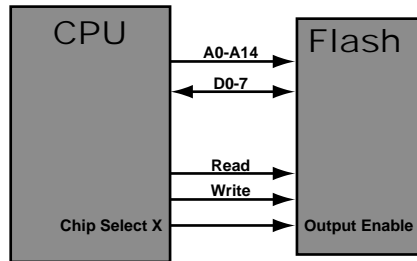 CPU
Flash
A0-A14
D0-7
Read
Write
Chip Select X
Output Enable